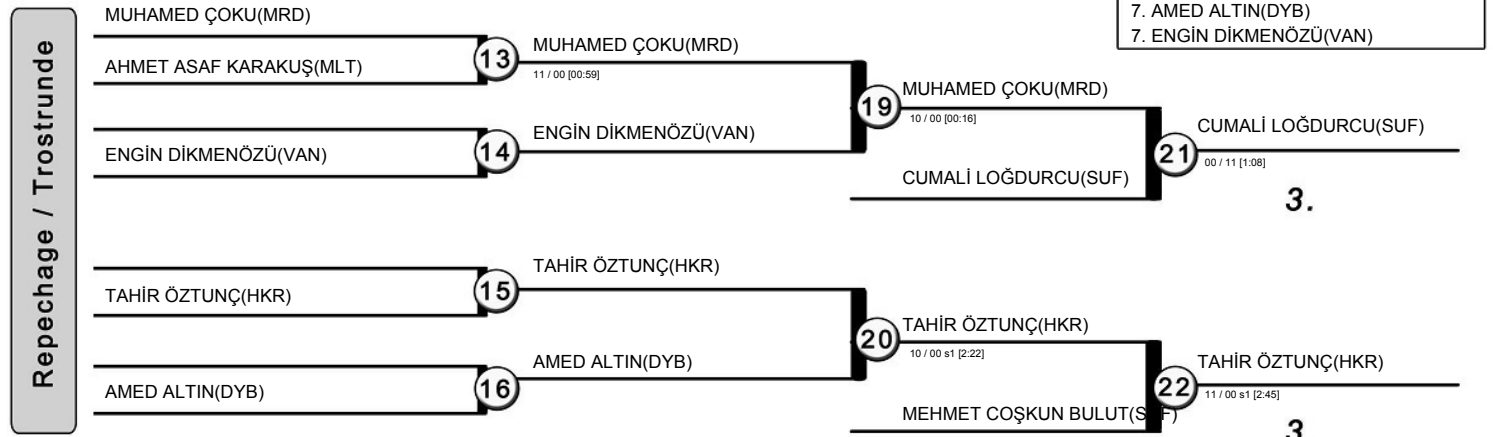 7. AMED ALTIN(DYB)
7. ENGİN DİKMENÖZÜ(VAN)
Repechage / Trostrunde
MUHAMED ÇOKU(MRD)
AHMET ASAF KARAKUŞ(MLT)
13
MUHAMED ÇOKU(MRD)
11 / 00 [00:59]
ENGİN DİKMENÖZÜ(VAN)
14
ENGİN DİKMENÖZÜ(VAN)
19
MUHAMED ÇOKU(MRD)
10 / 00 [00:16]
CUMALİ LOĞDURCU(SUF)
21
CUMALİ LOĞDURCU(SUF)
00 / 11 [1:08]
3.
TAHİR ÖZTUNÇ(HKR)
15
TAHİR ÖZTUNÇ(HKR)
AMED ALTIN(DYB)
16
AMED ALTIN(DYB)
20
TAHİR ÖZTUNÇ(HKR)
10 / 00 s1 [2:22]
MEHMET COŞKUN BULUT(SUF)
22
TAHİR ÖZTUNÇ(HKR)
11 / 00 s1 [2:45]
3